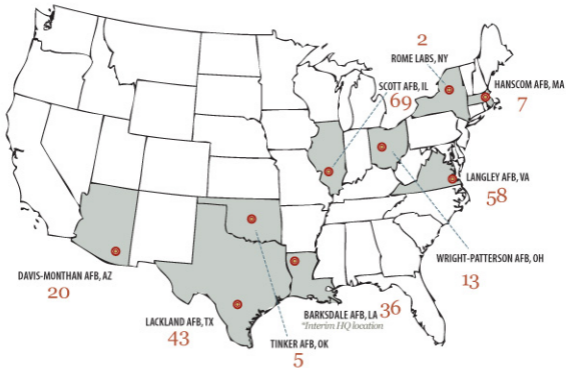 2
ROME LABS, NY
SCOTT AFB, IL
69
HANSCOM AFB, MA
7
LANGLEY AFB, VA
58
WRIGHT-PATTERSON AFB, OH
13
DAVIS-MONTHAN AFB, AZ
20
LACKLAND AFB, TX
43
TINKER AFB, OK
5
BARKSDALE AFB, LA 36
*Interim HQ location